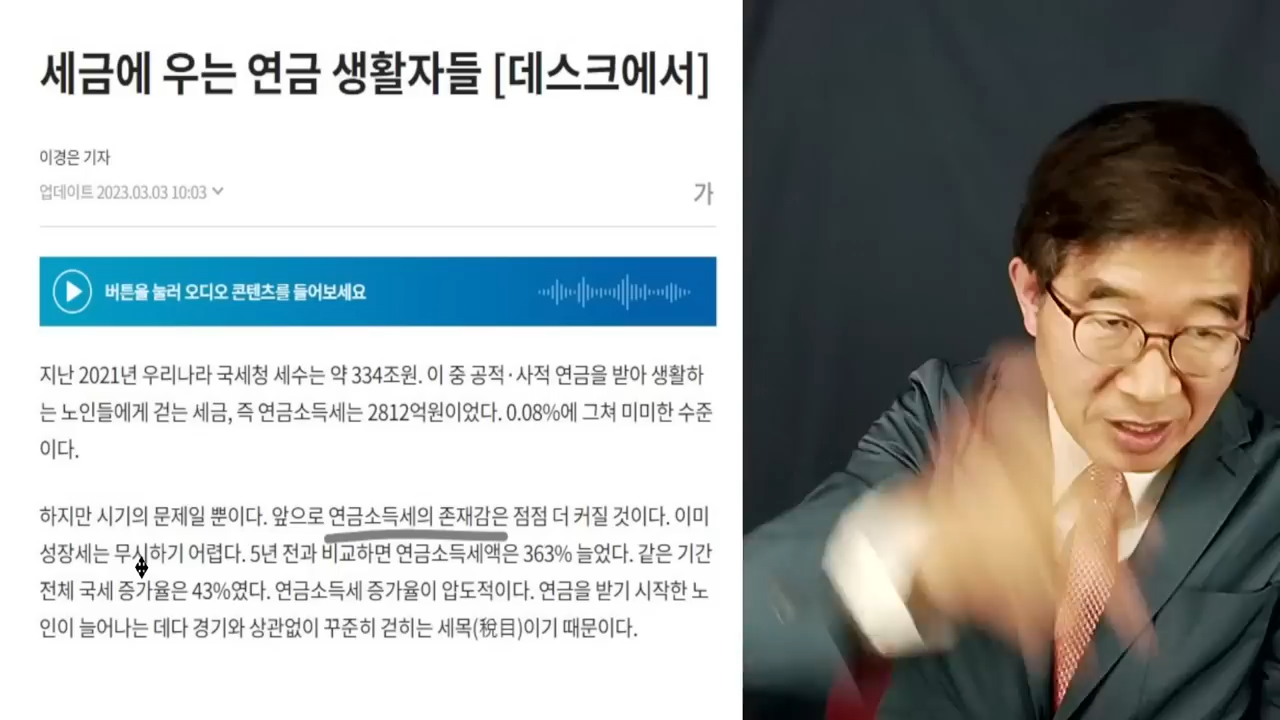 세금에 우는 연금 생활자들 [데스크에서]
이경은 기자
업데이트 2023.03.03 10:03
가
버튼을 눌러 오디오 콘텐츠를 들어보세요
지난 2021년 우리나라 국세청 세수는 약 334조원. 이 중 공적·사적 연금을 받아 생활하
는 노인들에게 걷는 세금, 즉 연금소득세는 2812억원이었다. 0.08%에 그쳐 미미한 수준
이다.
하지만 시기의 문제일 뿐이다. 앞으로 연금소득세의 존재감은 점점 더 커질 것이다. 이미
성장세는 무시하기 어렵다. 5년 전과 비교하면 연금소득세액은 363% 늘었다. 같은 기간
전체 국세 증가율은 43%였다. 연금소득세 증가율이 압도적이다. 연금을 받기 시작한 노
인이 늘어나는 데다 경기와 상관없이 꾸준히 걷히는 세목(稅目)이기 때문이다.